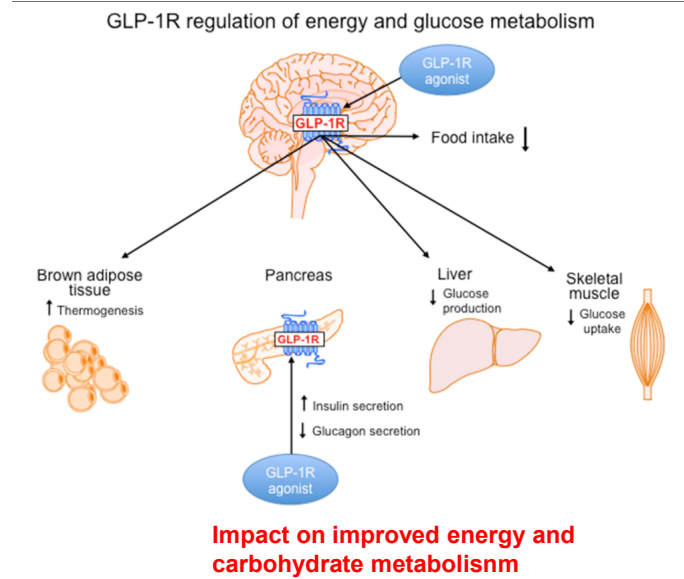 GLP-1R regulation of energy and glucose metabolism
GLP-1R
agonist
GLP-1R
Food intake ↓
Brown adipose
tissue
↑ Thermogenesis
Pancreas
GLP-1R
↑ Insulin secretion
↓ Glucagon secretion
GLP-1R
agonist
Liver
↓ Glucose
production
Skeletal
muscle
↓ Glucose
uptake
Impact on improved energy and
carbohydrate metabolisnm